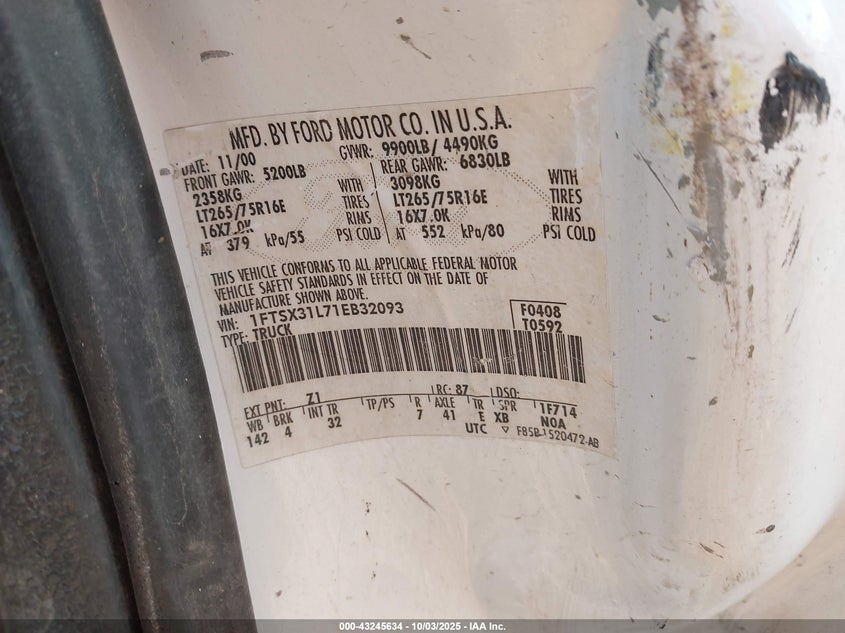 MFD. BY FORD MOTOR CO. IN U.S.A.
DATE: 11/00 GVWR: 9900LB/ 4490KG
FRONT GAWR: 5200LB REAR GAWR: 6830LB
2358KG WITH 3098KG WITH
LT265/75R16E TIRES LT265/75R16E TIRES
16X7.0K RIMS 16X7.0K RIMS
AT 379 kPa/55 PSI COLD AT 552 kPa/80 PSI COLD
THIS VEHICLE CONFORMS TO ALL APPLICABLE FEDERAL MOTOR
VEHICLE SAFETY STANDARDS IN EFFECT ON THE DATE OF
MANUFACTURE SHOWN ABOVE.
VIN: 1FTSX31L71EB32093 F0408
TYPE: TRUCK T0592
EXT PNT: Z1 RC: 87 DSO:
WB BRK INT TR TP/PS R AXLE TR SPR 1F714
142 4 32 7 41 E XB NOA
UTC ▽ F85B-1520472-AB
000-43245634 - 10/03/2025 - IAA Inc.